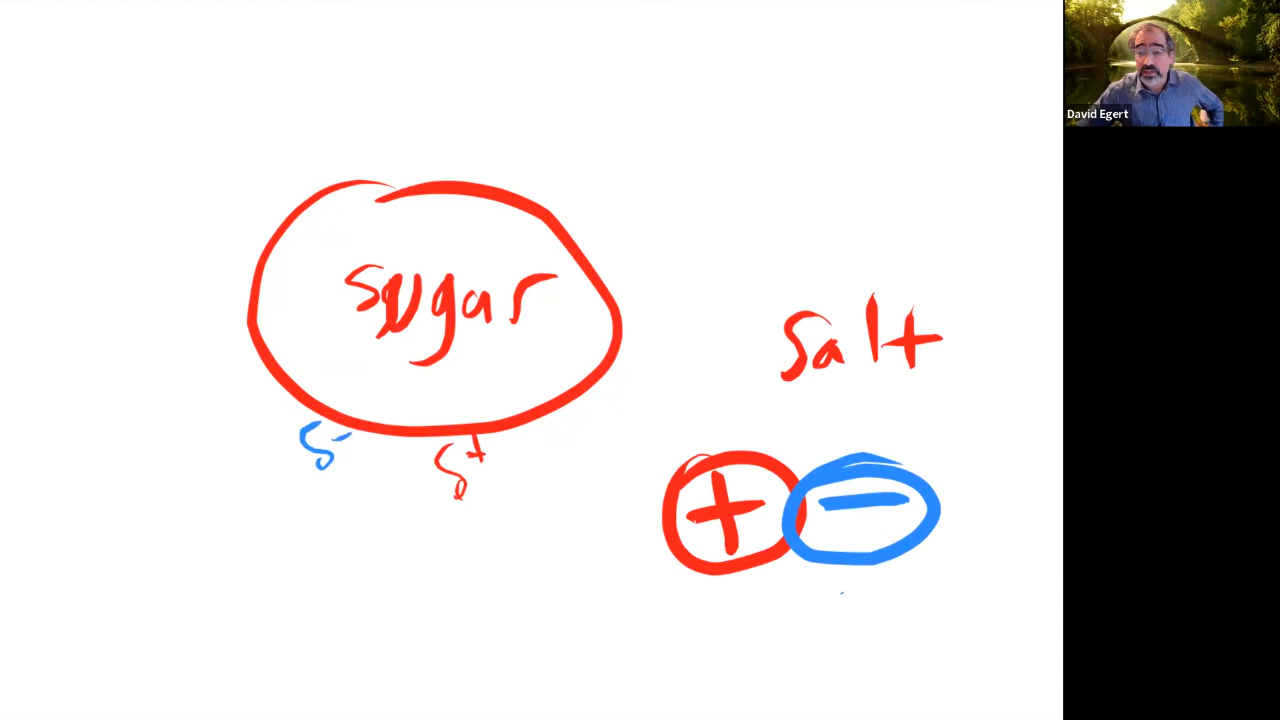 David Egert
sugar
salt
δ-
δ+
+ -